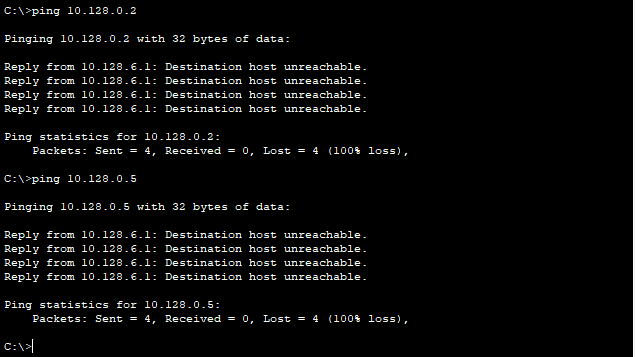 C:\>ping 10.128.0.2
Pinging 10.128.0.2 with 32 bytes of data:
Reply from 10.128.6.1: Destination host unreachable.
Reply from 10.128.6.1: Destination host unreachable.
Reply from 10.128.6.1: Destination host unreachable.
Reply from 10.128.6.1: Destination host unreachable.
Ping statistics for 10.128.0.2:
    Packets: Sent = 4, Received = 0, Lost = 4 (100% loss),
C:\>ping 10.128.0.5
Pinging 10.128.0.5 with 32 bytes of data:
Reply from 10.128.6.1: Destination host unreachable.
Reply from 10.128.6.1: Destination host unreachable.
Reply from 10.128.6.1: Destination host unreachable.
Reply from 10.128.6.1: Destination host unreachable.
Ping statistics for 10.128.0.5:
    Packets: Sent = 4, Received = 0, Lost = 4 (100% loss),
C:\>